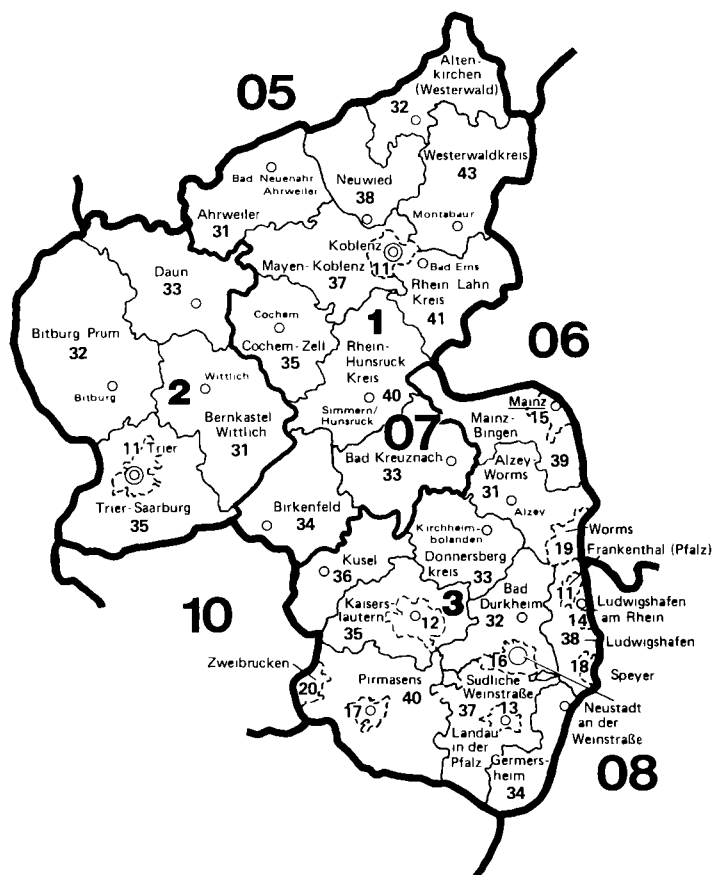 05
Alten-
kirchen
(Westerwald)
32
Westerwaldkreis
43
Bad Neuenahr
Ahrweiler
Neuwied
38
Ahrweiler
31
Montabaur
Koblenz
11
Bad Ems
Mayen-Koblenz
37
Rhein Lahn
Kreis
41
Daun
33
Cochem
Cochem-Zell
35
1
Rhein-
Hunsruck
Kreis
40
Simmern/
Hunsruck
06
Bitburg Prum
32
Bitburg
2
Wittlich
Bernkastel
Wittlich
31
11
Trier
Trier-Saarburg
35
07
Mainz
15
Mainz-
Bingen
39
Bad Kreuznach
33
Alzey-
Worms
31
Alzey
Birkenfeld
34
Kirchheim-
bolanden
Donnersberg
kreis
33
Worms
19
Frankenthal (Pfalz)
Kusel
36
3
Bad
Durkheim
32
11
Ludwigshafen
am Rhein
14
10
Kaisers-
lautern
35
12
38
Ludwigshafen
Zweibrucken
20
16
18
Speyer
Pirmasens
40
17
Sudliche
Weinstraße
37
13
Landau
in der
Pfalz
Neustadt
an der
Weinstraße
Germers-
heim
34
08